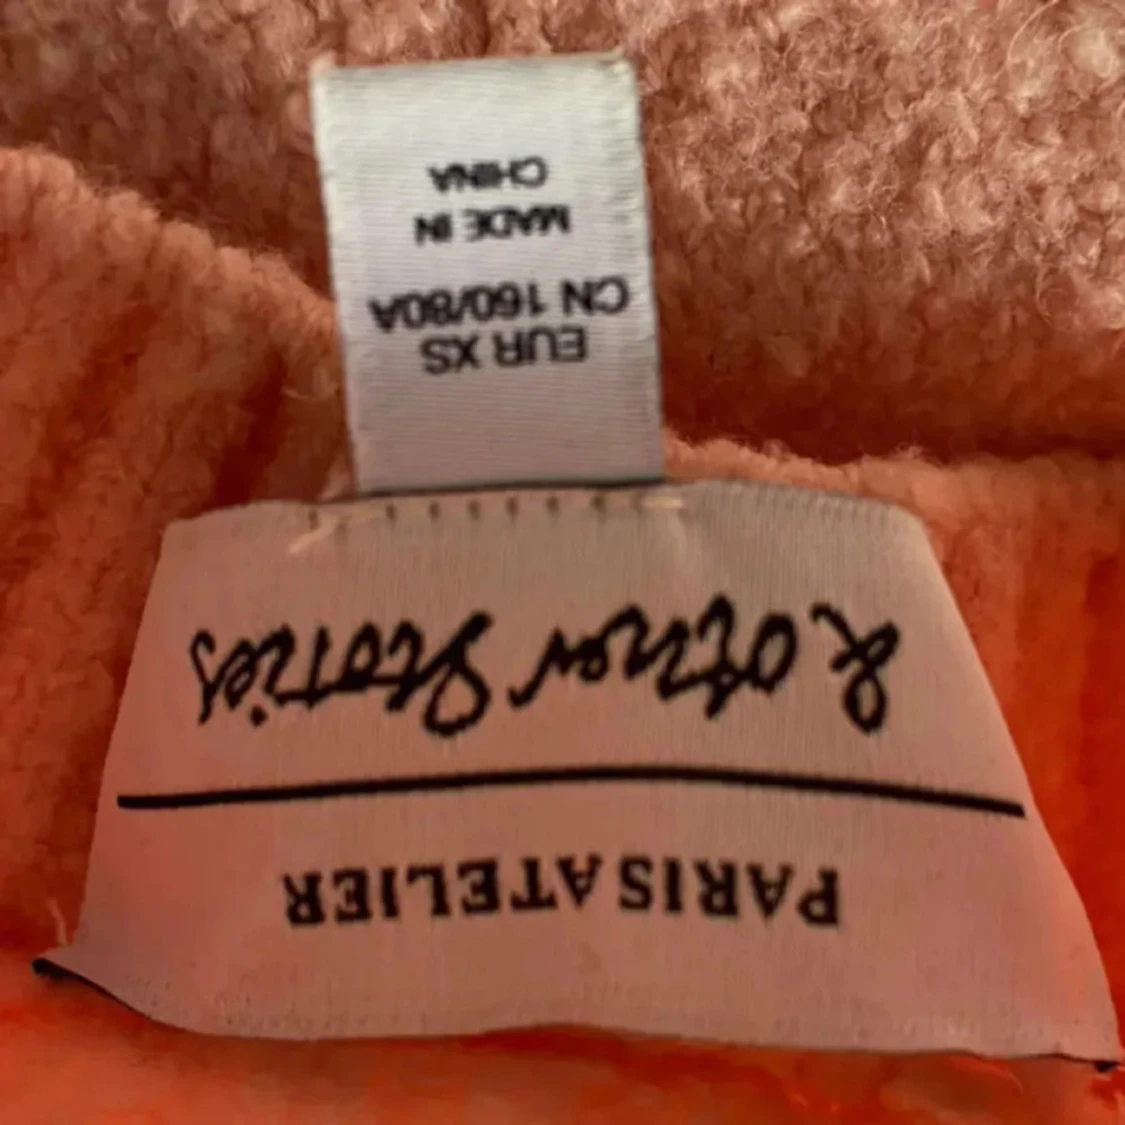 PARIS ATELIER
& other Stories
EUR XS
CN 160/80A
MADE IN
CHINA